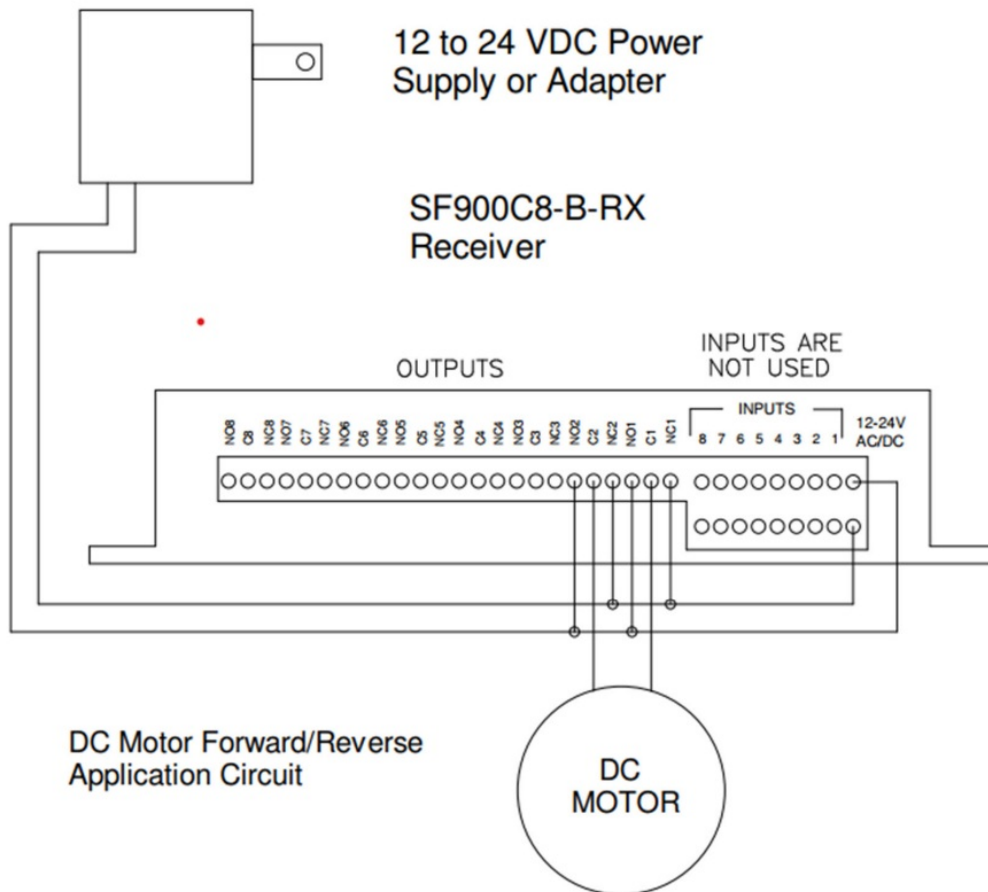 12 to 24 VDC Power
Supply or Adapter
SF900C8-B-RX
Receiver
OUTPUTS
INPUTS ARE
NOT USED
NO8 C8 NC8 NO7 C7 NC7 NO6 C6 NC6 NO5 C5 NC5 NO4 C4 NC4 NO3 C3 NC3 NO2 C2 NC2 NO1 C1 NC1
INPUTS
8 7 6 5 4 3 2 1
12-24V
AC/DC
DC Motor Forward/Reverse
Application Circuit
DC
MOTOR